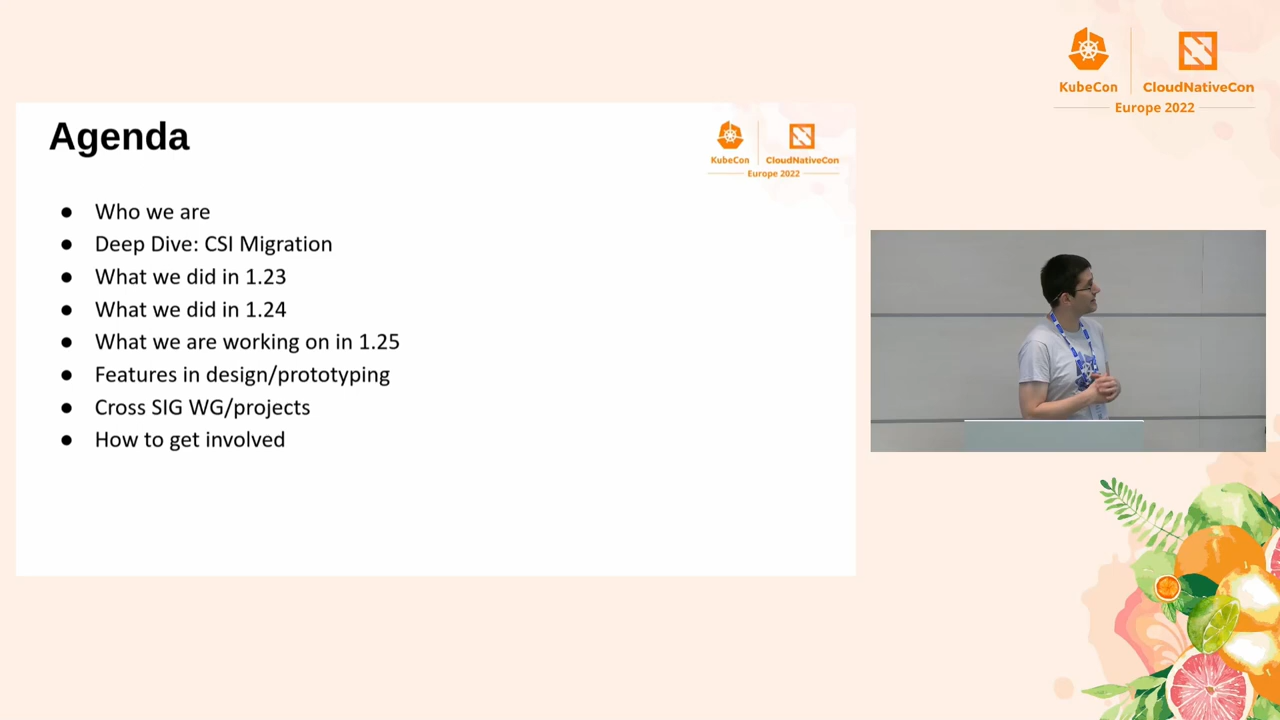 KubeCon
CloudNativeCon
Europe 2022
Agenda
KubeCon
CloudNativeCon
Europe 2022
● Who we are
● Deep Dive: CSI Migration
● What we did in 1.23
● What we did in 1.24
● What we are working on in 1.25
● Features in design/prototyping
● Cross SIG WG/projects
● How to get involved